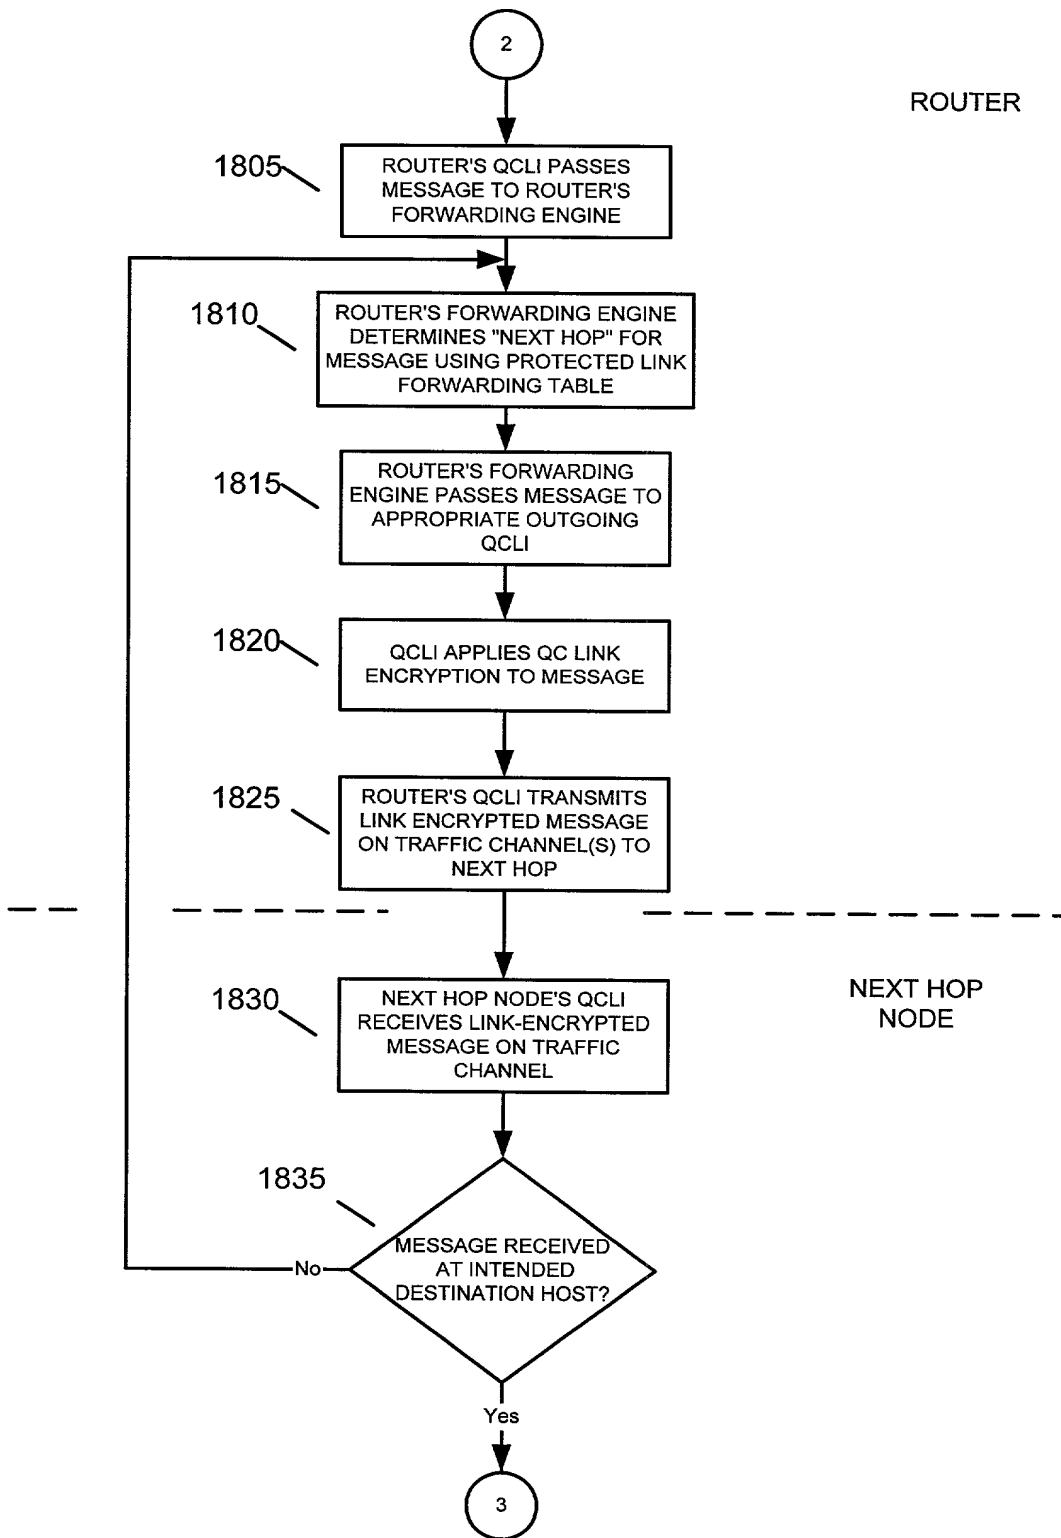 2
ROUTER
1805
ROUTER'S QCLI PASSES
MESSAGE TO ROUTER'S
FORWARDING ENGINE
1810
ROUTER'S FORWARDING ENGINE
DETERMINES "NEXT HOP" FOR
MESSAGE USING PROTECTED LINK
FORWARDING TABLE
1815
ROUTER'S FORWARDING
ENGINE PASSES MESSAGE TO
APPROPRIATE OUTGOING
QCLI
1820
QCLI APPLIES QC LINK
ENCRYPTION TO MESSAGE
1825
ROUTER'S QCLI TRANSMITS
LINK ENCRYPTED MESSAGE
ON TRAFFIC CHANNEL(S) TO
NEXT HOP
1830
NEXT HOP NODE'S QCLI
RECEIVES LINK-ENCRYPTED
MESSAGE ON TRAFFIC
CHANNEL
NEXT HOP
NODE
1835
MESSAGE RECEIVED
AT INTENDED
DESTINATION HOST?
No
Yes
3